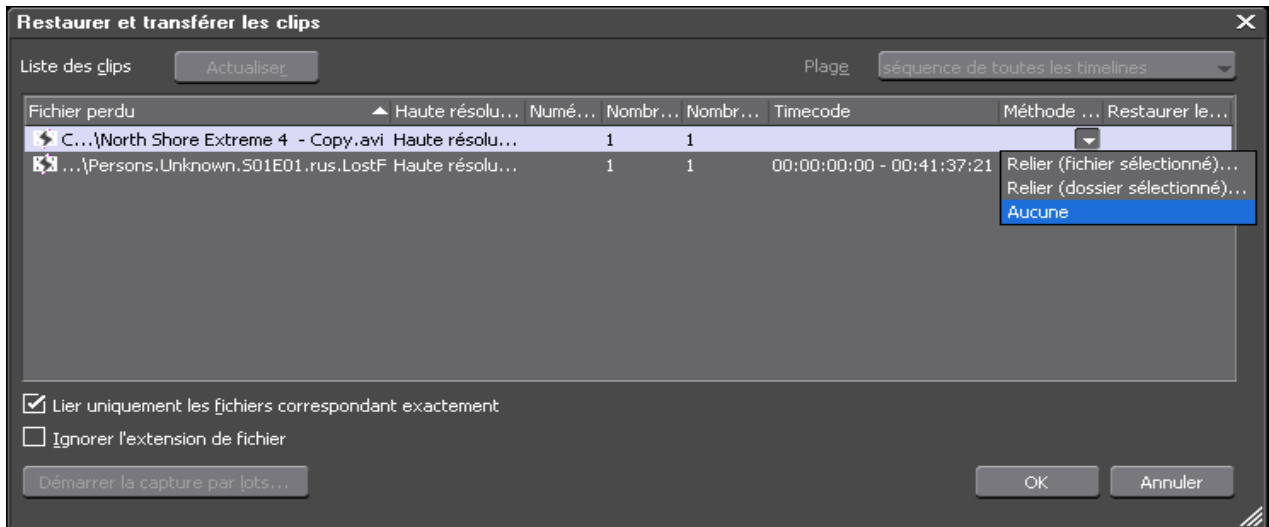 Restaurer et transférer les clips
Liste des clips Actualiser Plage séquence de toutes les timelines
Fichier perdu Haute résolu... Numé... Nombr... Nombr... Timecode Méthode ... Restaurer le...
C...\North Shore Extreme 4 - Copy.avi Haute résolu... 1 1
...\Persons.Unknown.S01E01.rus.LostF Haute résolu... 1 1 00:00:00:00 - 00:41:37:21
Relier (fichier sélectionné)...
Relier (dossier sélectionné)...
Aucune
Lier uniquement les fichiers correspondant exactement
Ignorer l'extension de fichier
Démarrer la capture par lots... OK Annuler